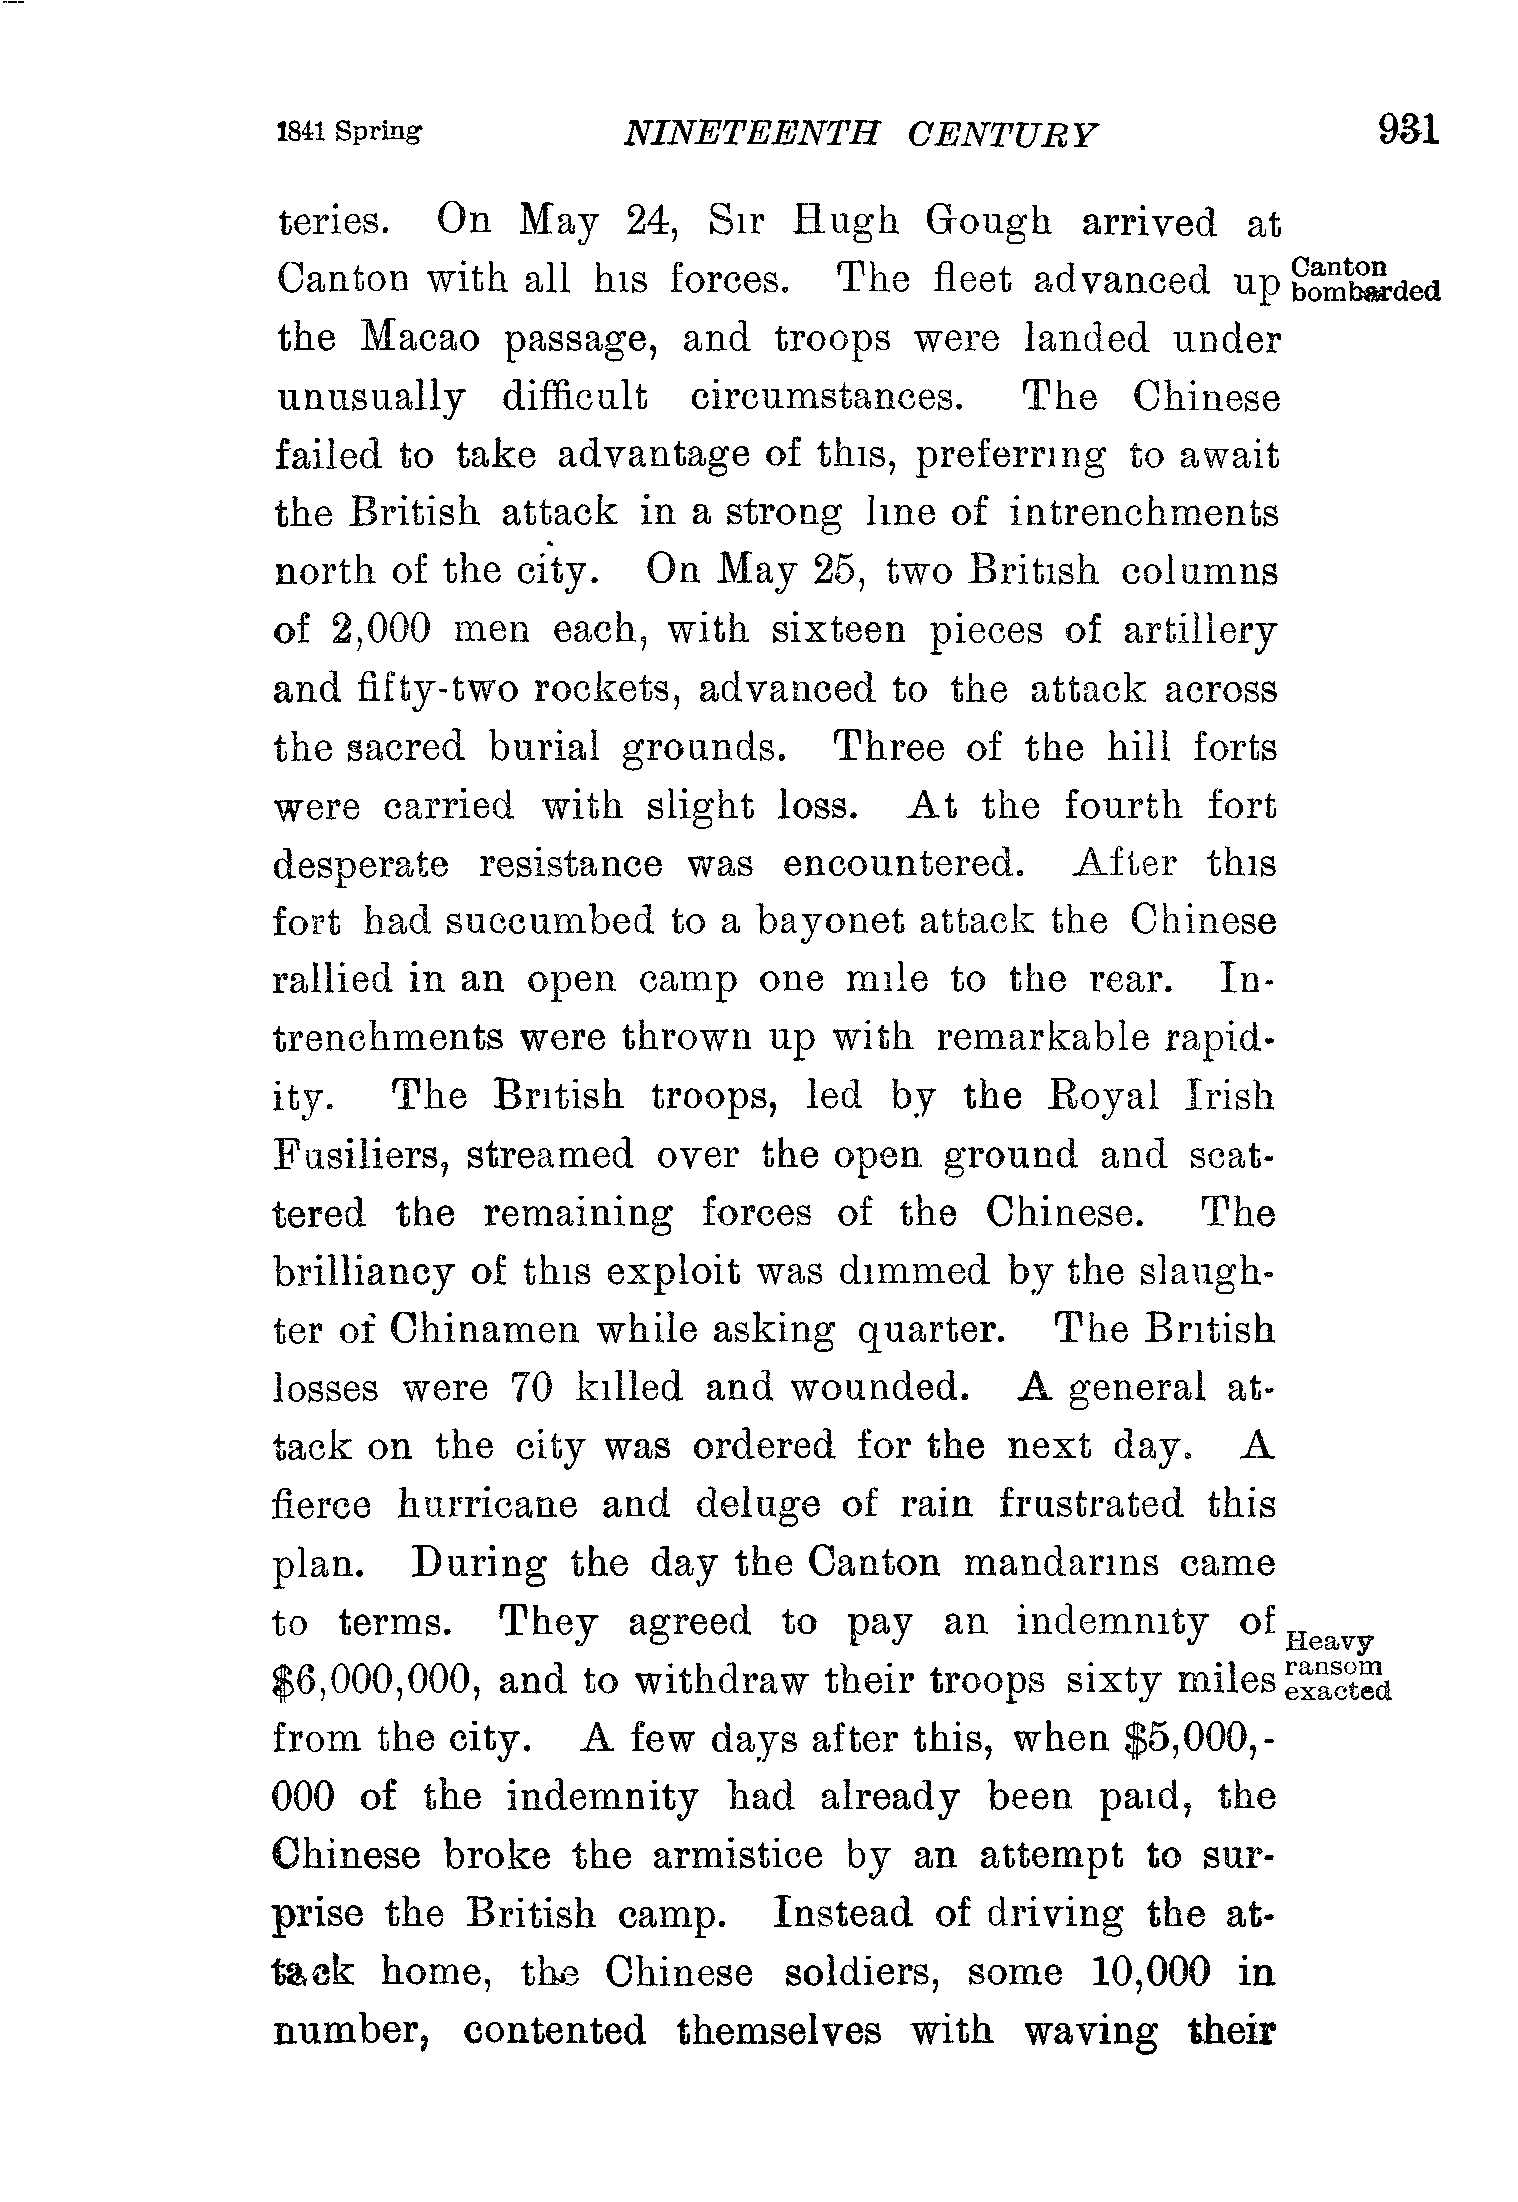 1841 Spring NINETEENTH CENTURY 931
teries. On May 24, Sir Hugh Gough arrived at
Canton with all his forces. The fleet advanced up
Canton
bombarded
the Macao passage, and troops were landed under
unusually difficult circumstances. The Chinese
failed to take advantage of this, preferring to await
the British attack in a strong line of intrenchments
north of the city. On May 25, two British columns
of 2,000 men each, with sixteen pieces of artillery
and fifty-two rockets, advanced to the attack across
the sacred burial grounds. Three of the hill forts
were carried with slight loss. At the fourth fort
desperate resistance was encountered. After this
fort had succumbed to a bayonet attack the Chinese
rallied in an open camp one mile to the rear. In-
trenchments were thrown up with remarkable rapid-
ity. The British troops, led by the Royal Irish
Fusiliers, streamed over the open ground and scat-
tered the remaining forces of the Chinese. The
brilliancy of this exploit was dimmed by the slaugh-
ter of Chinamen while asking quarter. The British
losses were 70 killed and wounded. A general at-
tack on the city was ordered for the next day. A
fierce hurricane and deluge of rain frustrated this
plan. During the day the Canton mandarins came
to terms. They agreed to pay an indemnity of
$6,000,000, and to withdraw their troops sixty miles
Heavy
ransom
exacted
from the city. A few days after this, when $5,000,-
000 of the indemnity had already been paid, the
Chinese broke the armistice by an attempt to sur-
prise the British camp. Instead of driving the at-
tack home, the Chinese soldiers, some 10,000 in
number, contented themselves with waving their